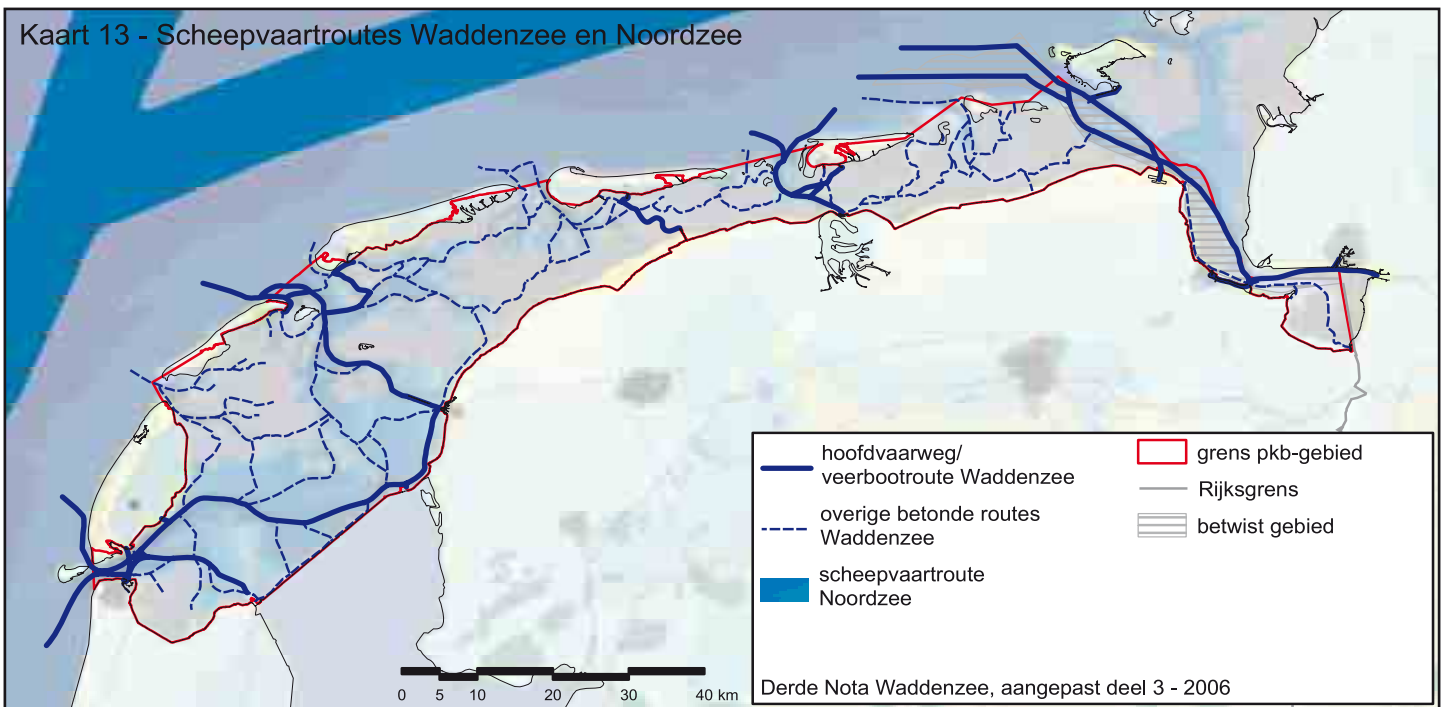 Kaart 13 - Scheepvaartroutes Waddenzee en Noordzee
hoofdvaarweg/
veerbootroute Waddenzee
overige betonde routes
Waddenzee
scheepvaartroute
Noordzee
grens pkb-gebied
Rijksgrens
betwist gebied
0 5 10 20 30 40 km
Derde Nota Waddenzee, aangepast deel 3 - 2006